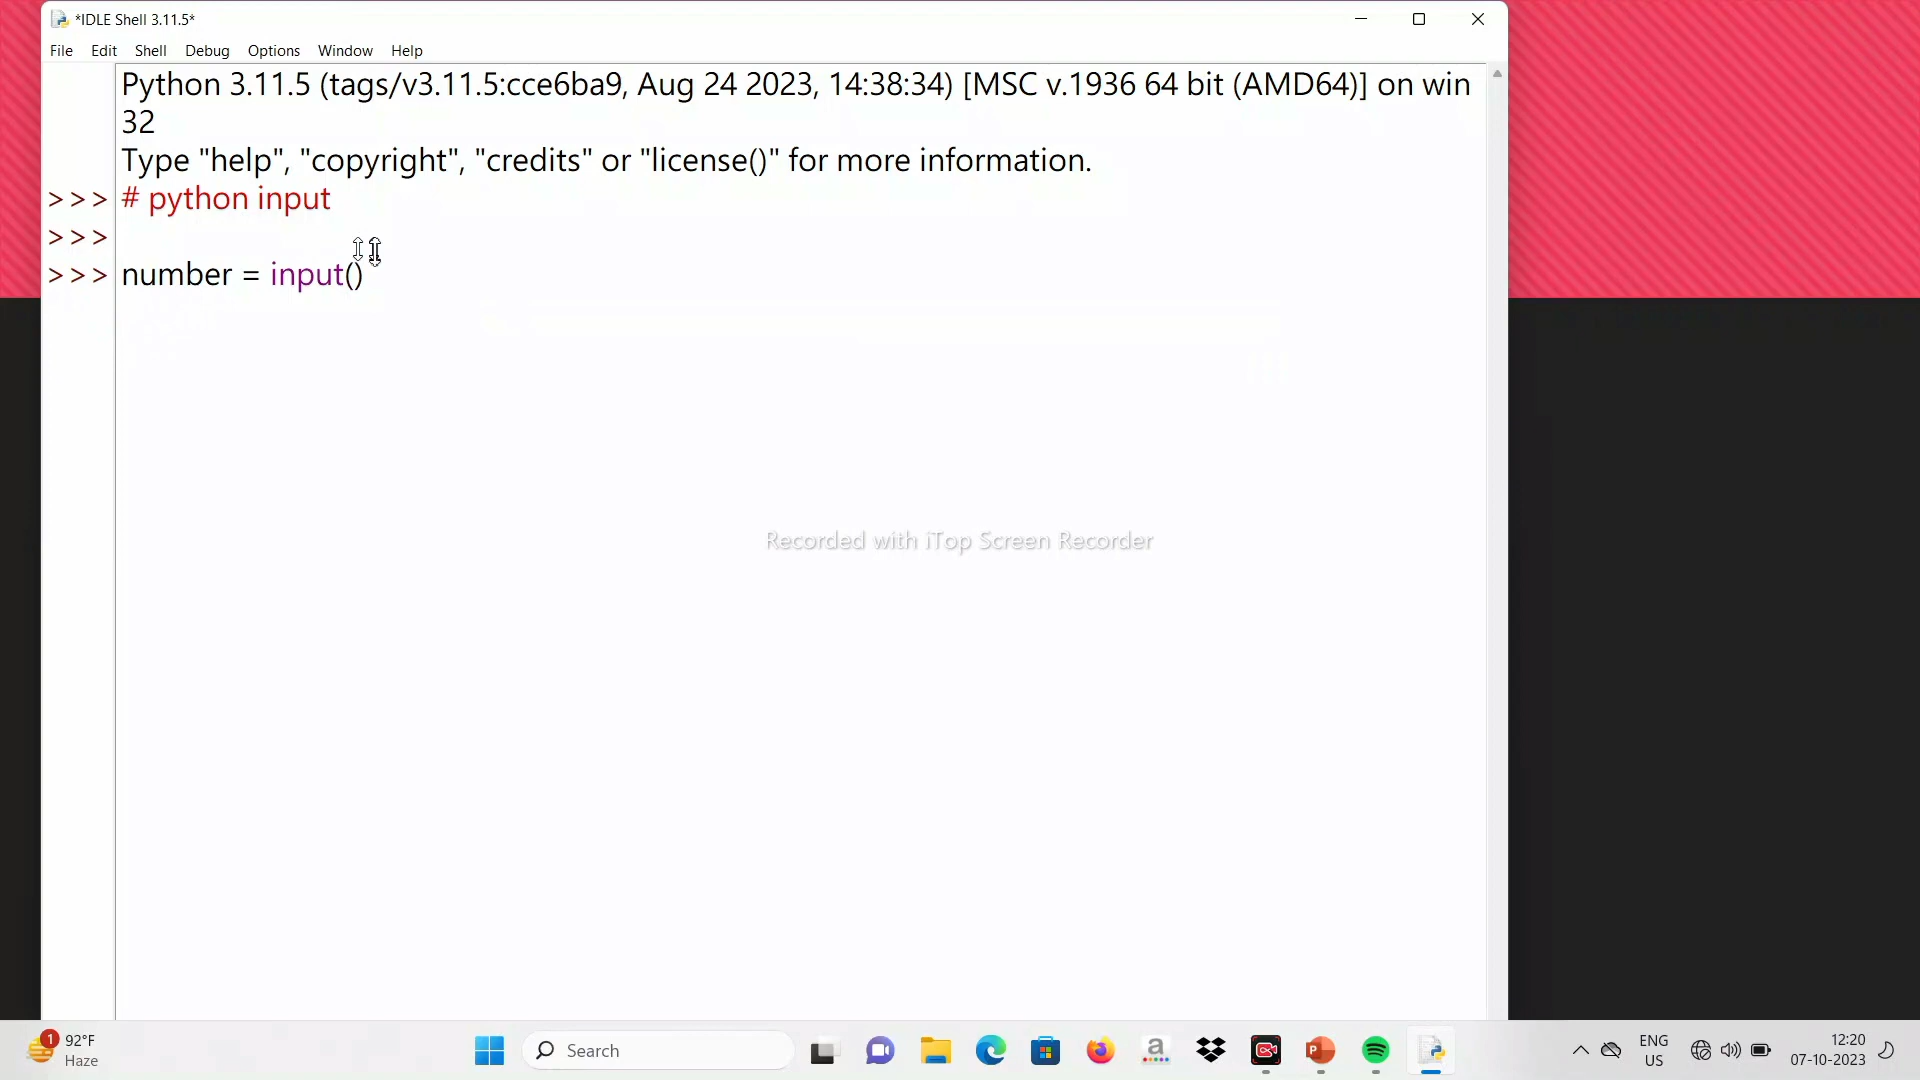 *IDLE Shell 3.11.5*
File Edit Shell Debug Options Window Help
Python 3.11.5 (tags/v3.11.5:cce6ba9, Aug 24 2023, 14:38:34) [MSC v.1936 64 bit (AMD64)] on win
32
Type "help", "copyright", "credits" or "license()" for more information.
>>> # python input
>>>
>>> number = input()
Recorded with iTop Screen Recorder
1 92°F
Haze
Search
a
P
ENG
US
12:20
07-10-2023